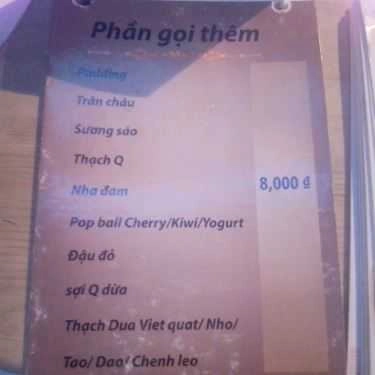 Phần gọi thêm
Pudding
Trân châu
Sương sáo
Thạch Q
Nha đam
8,000 đ
Pop ball Cherry/Kiwi/Yogurt
Đậu đỏ
sợi Q dừa
Thạch Dua Viet quat/ Nho/
Tao/ Dao/ Chenh leo